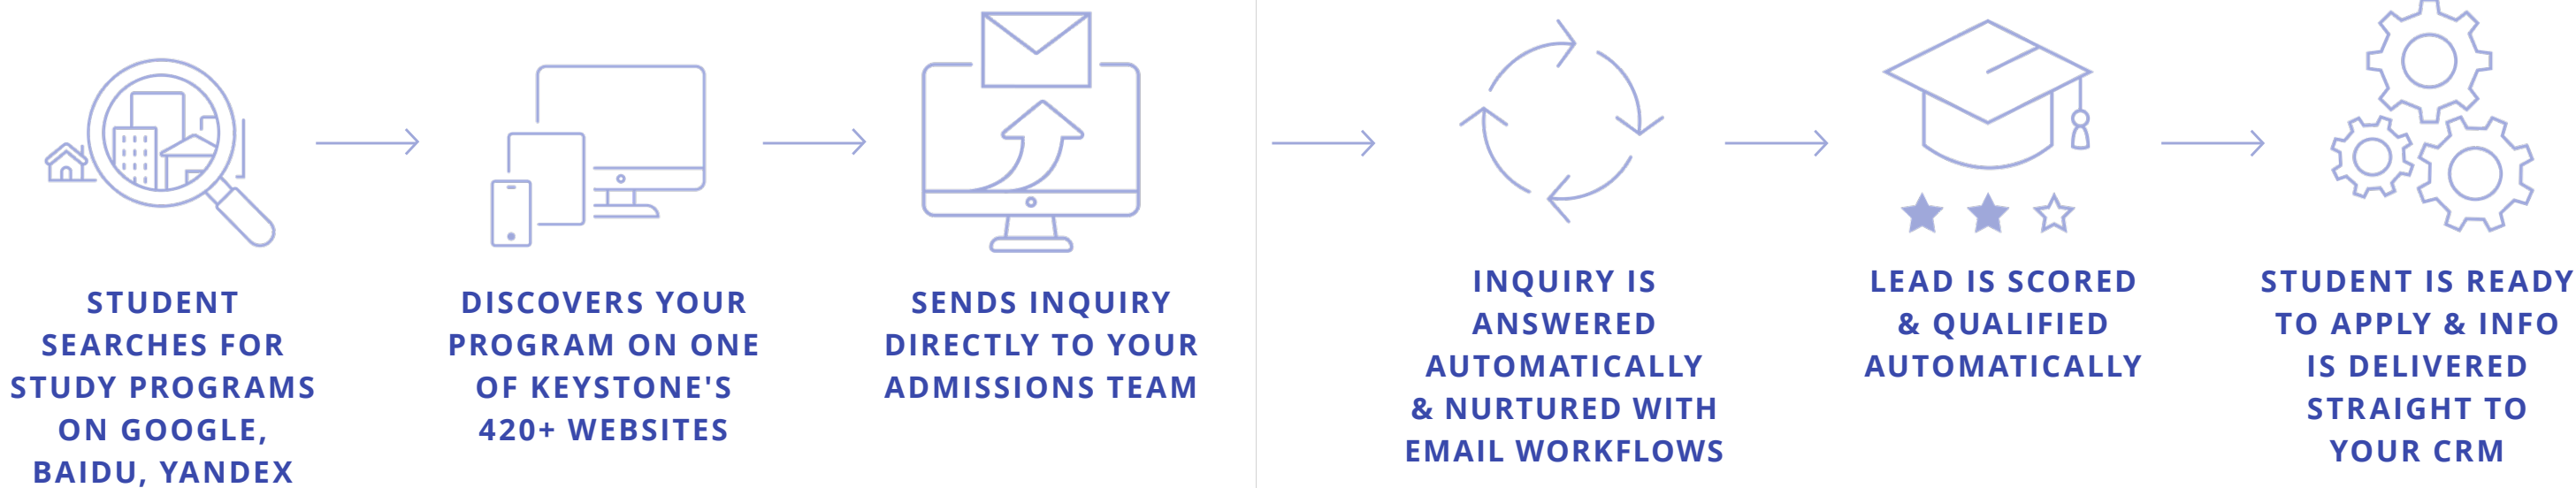 STUDENT
SEARCHES FOR
STUDY PROGRAMS
ON GOOGLE,
BAIDU, YANDEX
DISCOVERS YOUR
PROGRAM ON ONE
OF KEYSTONE'S
420+ WEBSITES
SENDS INQUIRY
DIRECTLY TO YOUR
ADMISSIONS TEAM
INQUIRY IS
ANSWERED
AUTOMATICALLY
& NURTURED WITH
EMAIL WORKFLOWS
LEAD IS SCORED
& QUALIFIED
AUTOMATICALLY
STUDENT IS READY
TO APPLY & INFO
IS DELIVERED
STRAIGHT TO
YOUR CRM